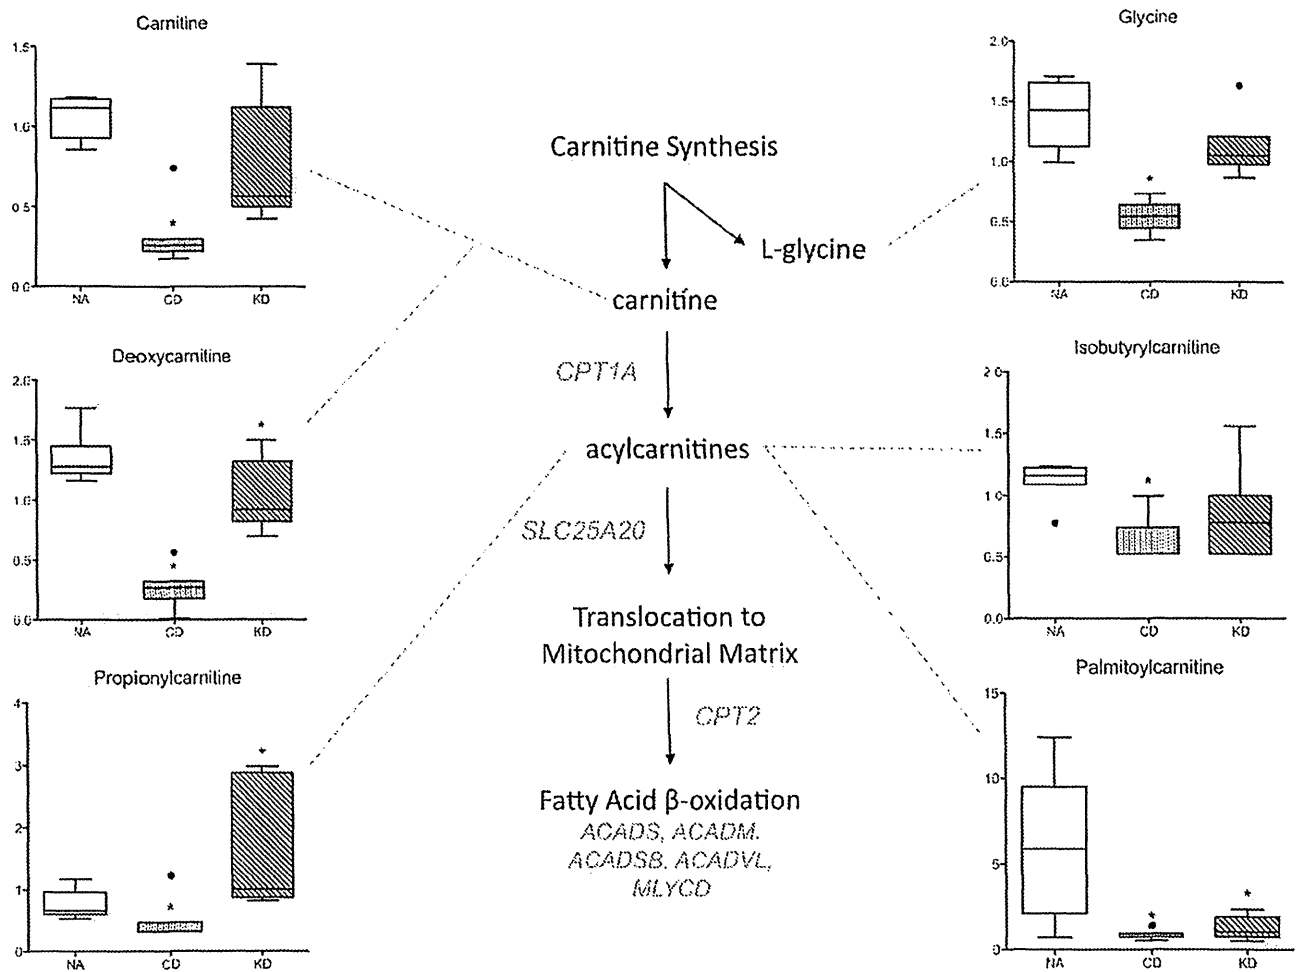 Carnitine
1.5
1.0
0.5
0.0
NA
CD
KD
Deoxycarnitine
2.0
1.5
1.0
0.5
0.0
NA
CD
KD
Propionylcarnitine
4
3
2
1
0
NA
CD
KD
Carnitine Synthesis
L-glycine
carnitine
CPT1A
acylcarnitines
SLC25A20
Translocation to
Mitochondrial Matrix
CPT2
Fatty Acid β-oxidation
ACADS, ACADM.
ACADSB. ACADVL,
MLYCD
Glycine
2.0
1.5
1.0
0.5
0.0
NA
CD
KD
Isobutyrylcarnitine
2.0
1.5
1.0
0.5
0.0
NA
CD
KD
Palmitoylcarnitine
15
10
5
0
NA
CD
KD